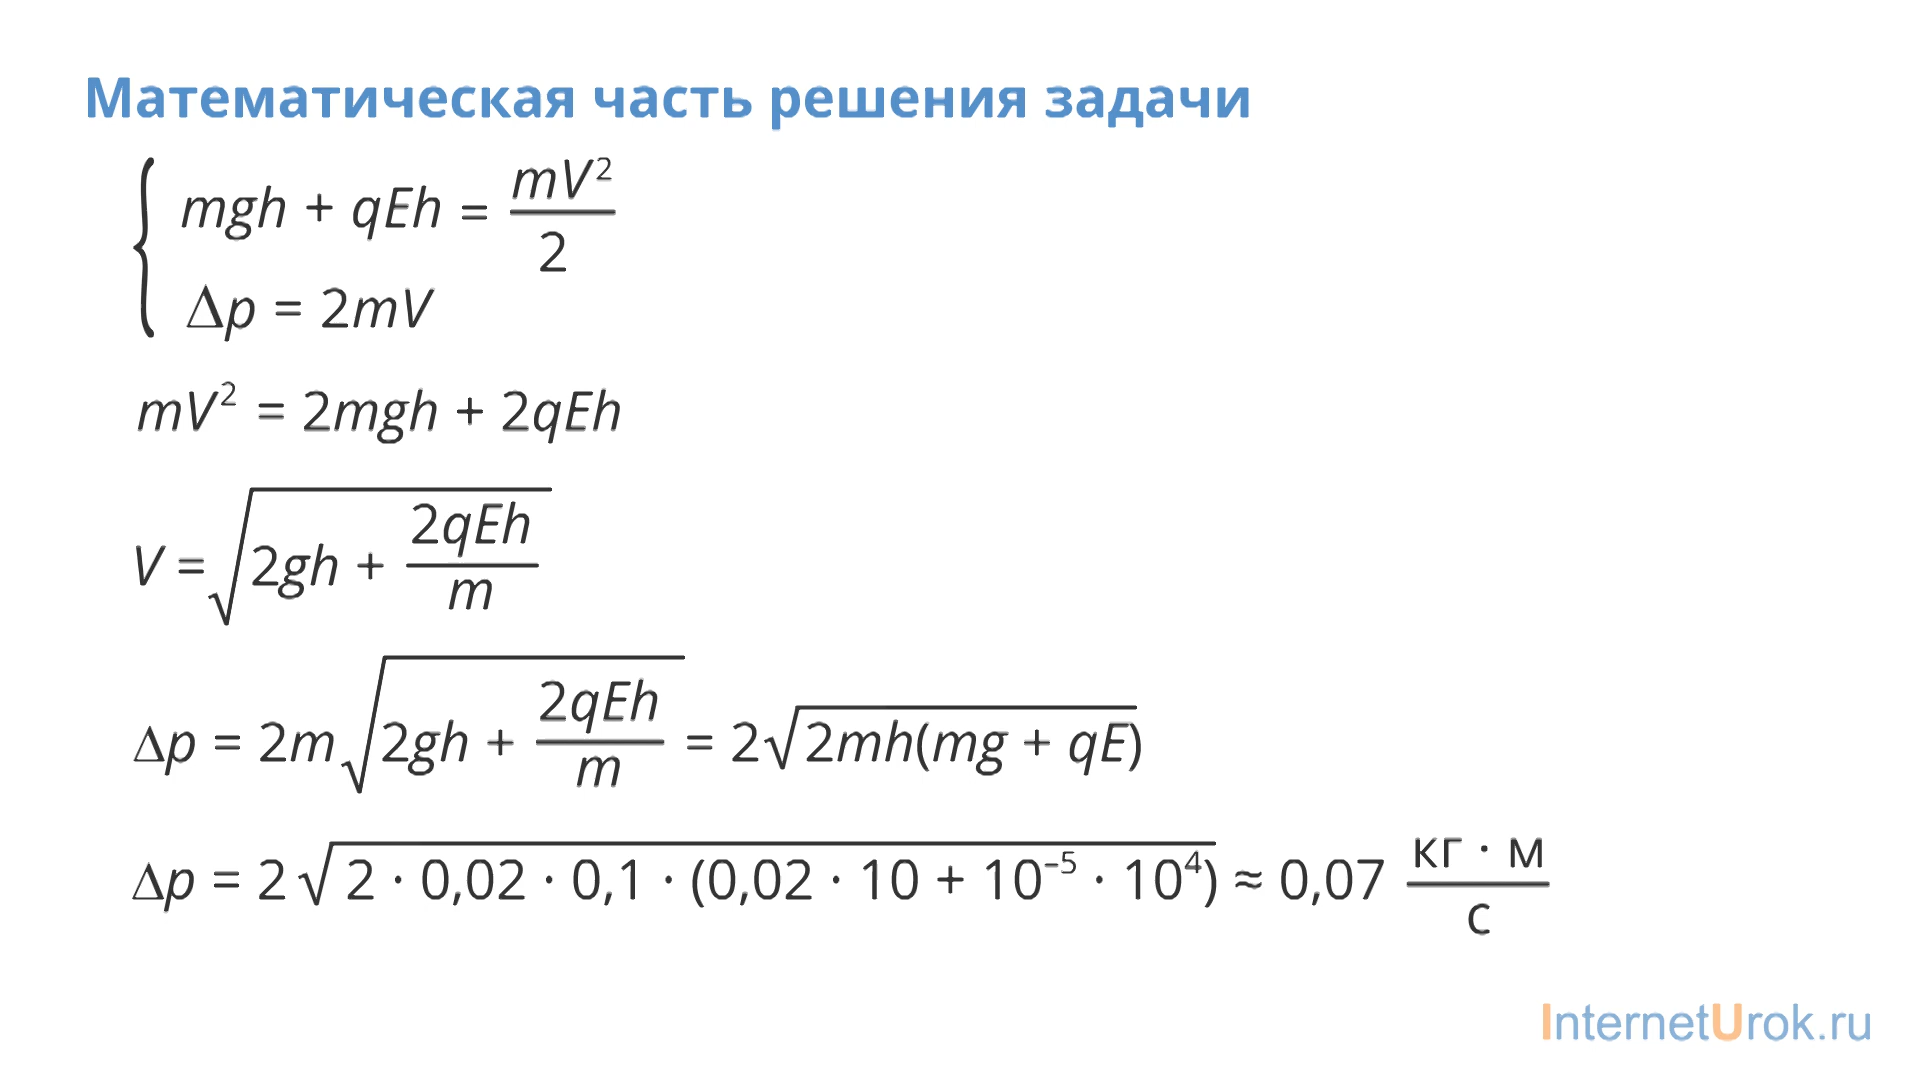 Математическая часть решения задачи
mgh + qEh = mV²/2
Δp = 2mV
mV² = 2mgh + 2qEh
V = √(2gh + 2qEh/m)
Δp = 2m√(2gh + 2qEh/m) = 2√(2mh(mg + qE))
Δp = 2√(2 · 0,02 · 0,1 · (0,02 · 10 + 10⁻⁵ · 10⁴)) ≈ 0,07 кг · м/с
InternetUrok.ru